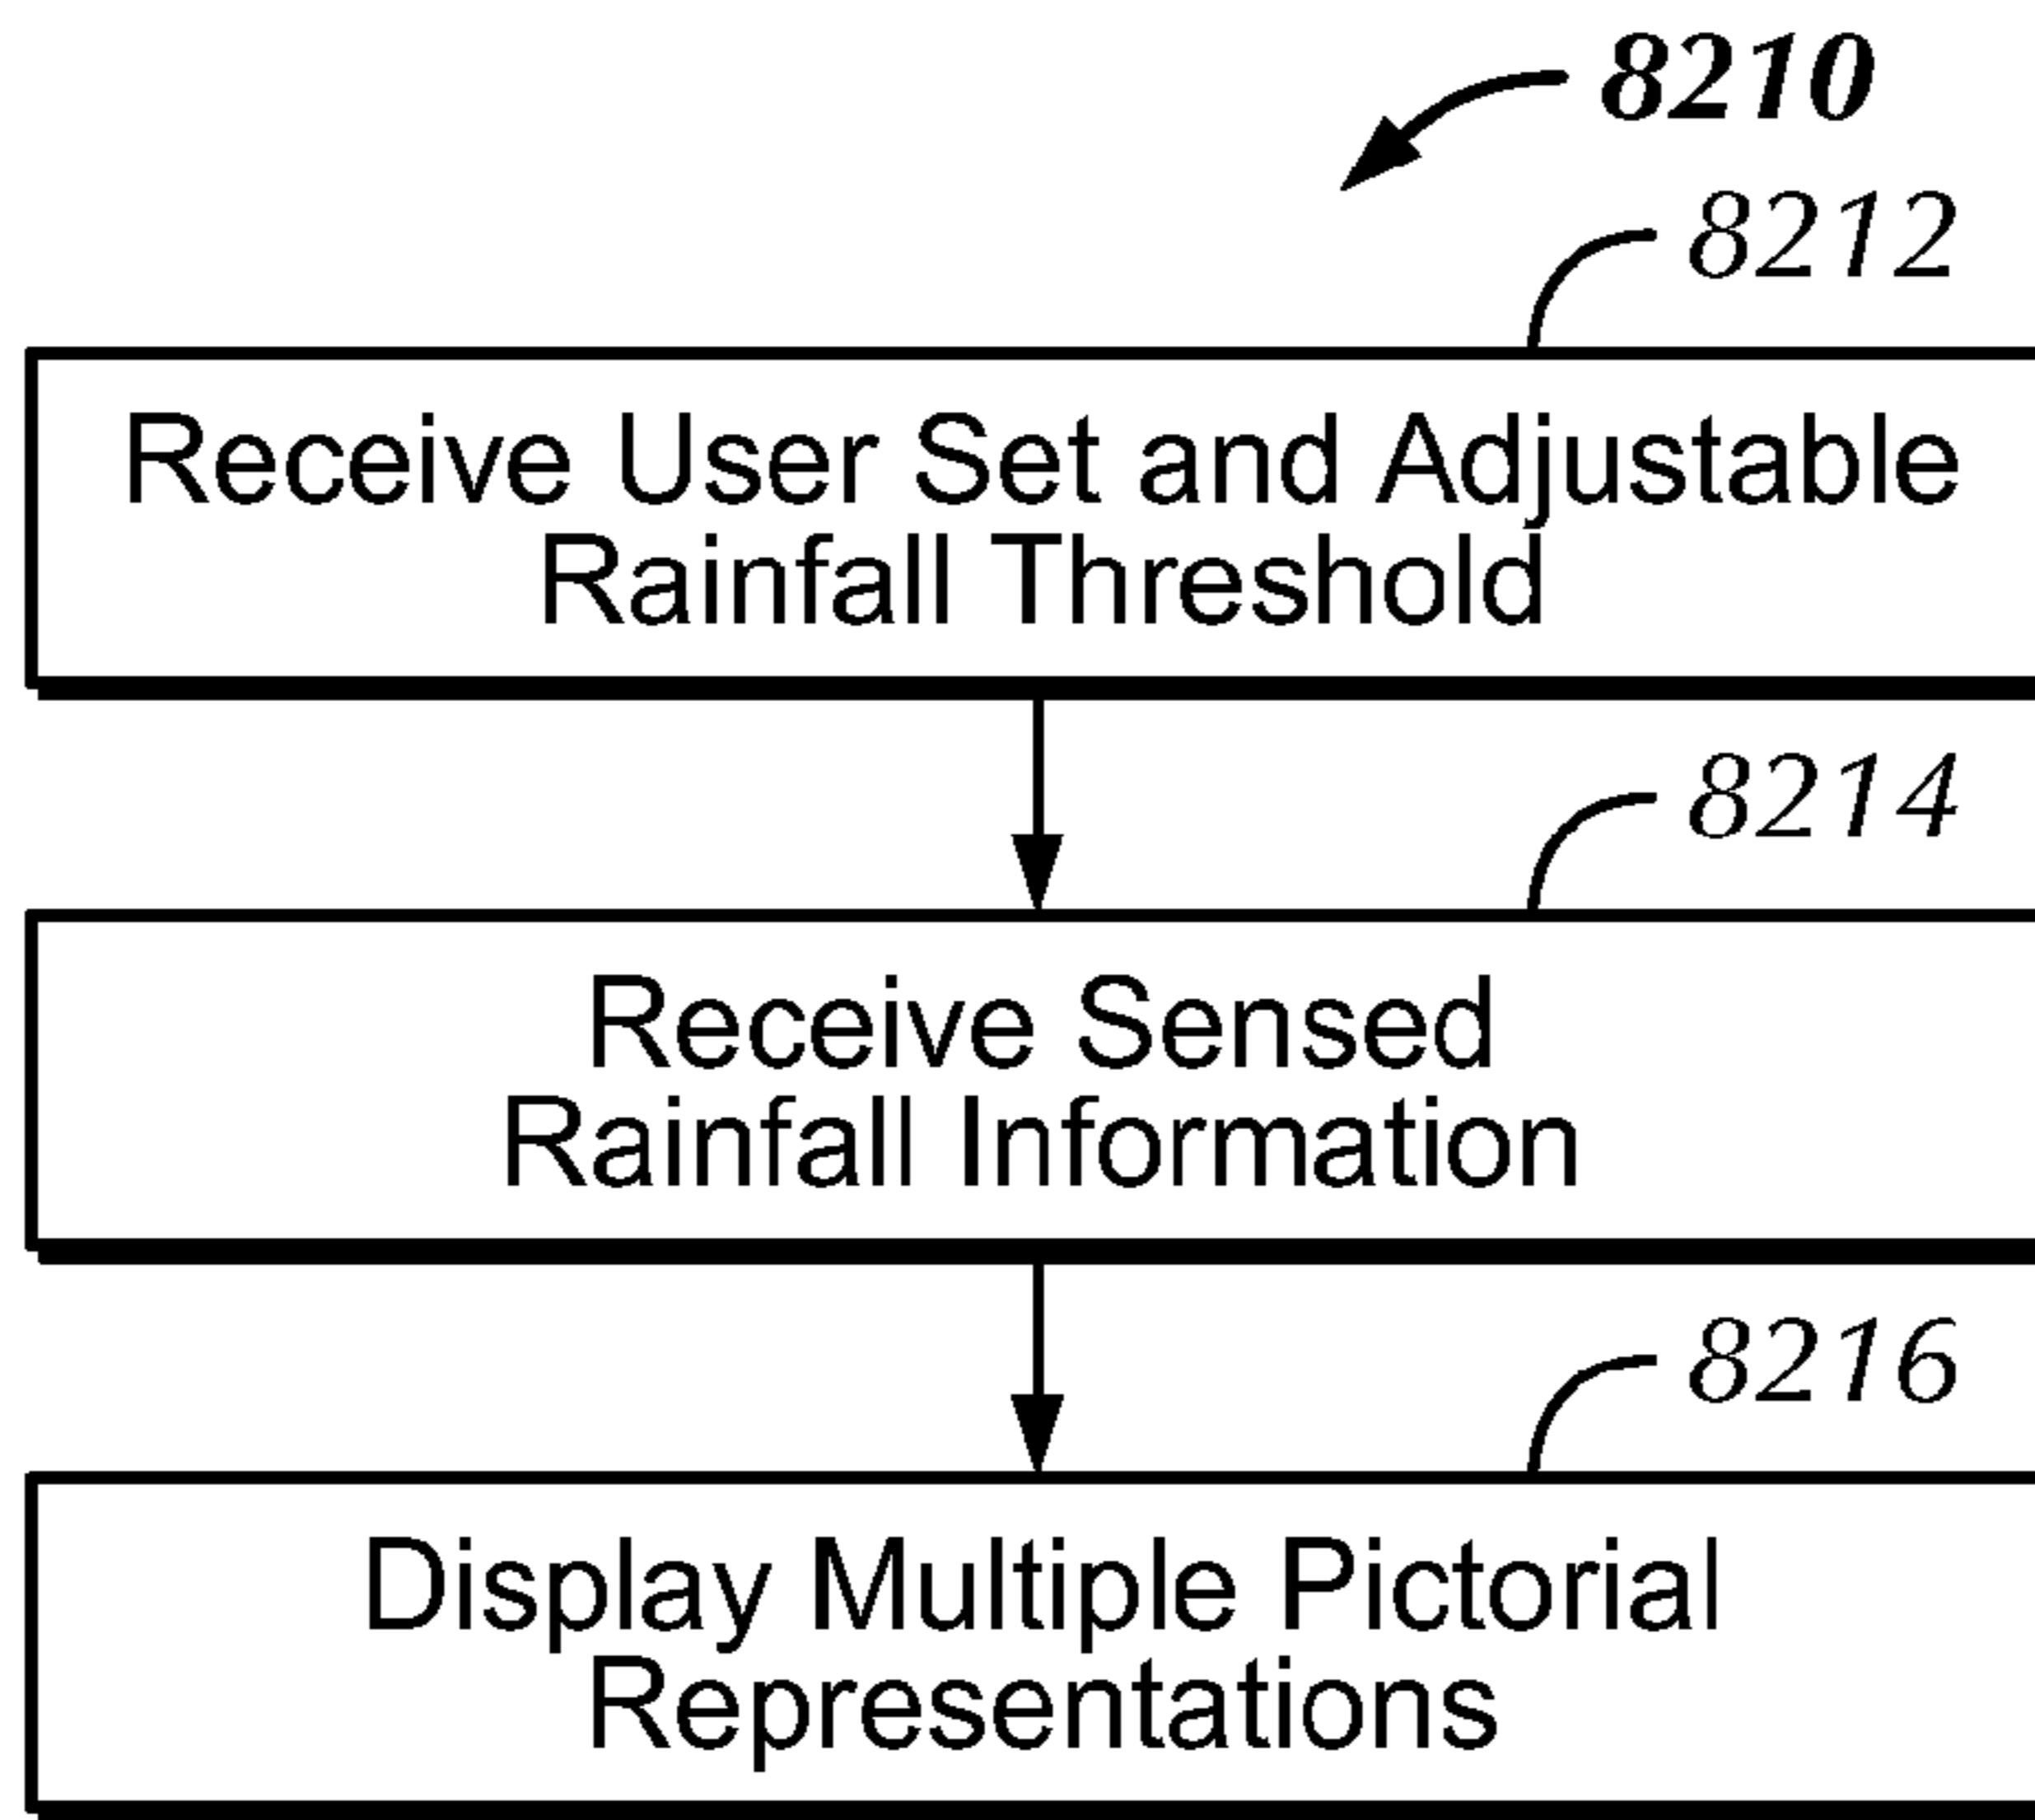 8210
8212
Receive User Set and Adjustable
Rainfall Threshold
8214
Receive Sensed
Rainfall Information
8216
Display Multiple Pictorial
Representations